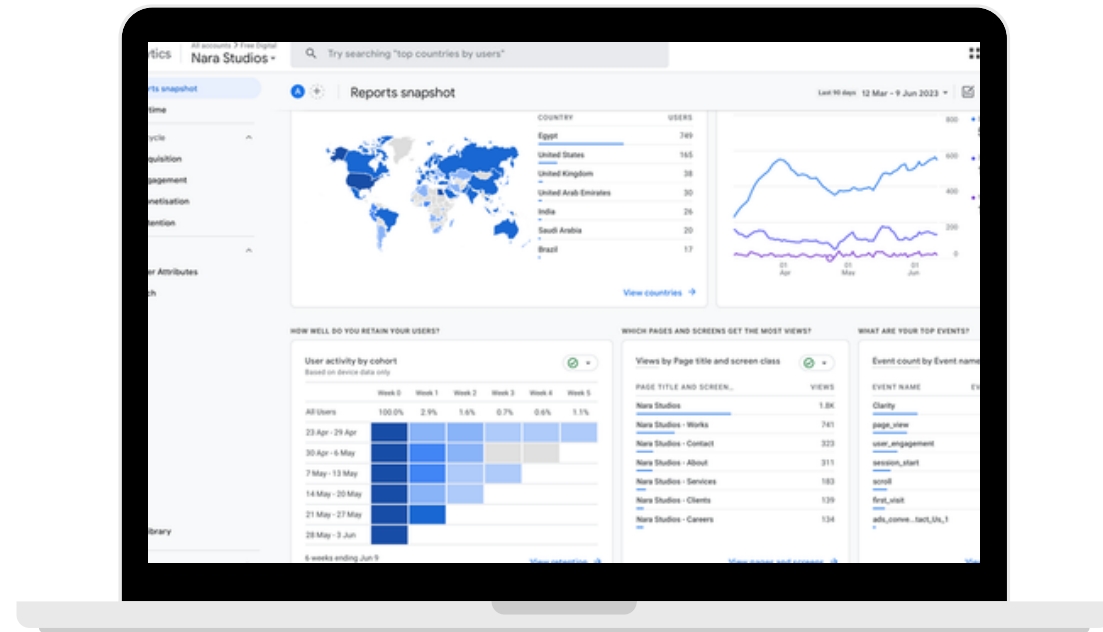 tics
All accounts > Free Digital
Nara Studios
Try searching "top countries by users"
rts snapshot
time
ycle
quisition
gagement
netisation
tention
er Attributes
ch
ibrary
A
Reports snapshot
Last 90 days 12 Mar - 9 Jun 2023
COUNTRY USERS
Egypt 749
United States 165
United Kingdom 38
United Arab Emirates 30
India 26
Saudi Arabia 20
Brazil 17
View countries
800
600
400
200
0
01 Apr
01 May
01 Jun
HOW WELL DO YOU RETAIN YOUR USERS?
User activity by cohort
Based on device data only
Week 0 Week 1 Week 2 Week 3 Week 4 Week 5
All Users 100.0% 2.9% 1.6% 0.7% 0.6% 1.1%
23 Apr - 29 Apr
30 Apr - 6 May
7 May - 13 May
14 May - 20 May
21 May - 27 May
28 May - 3 Jun
6 weeks ending Jun 9
View retention
WHICH PAGES AND SCREENS GET THE MOST VIEWS?
Views by Page title and screen class
PAGE TITLE AND SCREEN... VIEWS
Nara Studios 1.8K
Nara Studios - Works 741
Nara Studios - Contact 323
Nara Studios - About 311
Nara Studios - Services 183
Nara Studios - Clients 139
Nara Studios - Careers 134
View pages and screens
WHAT ARE YOUR TOP EVENTS?
Event count by Event name
EVENT NAME EV
Clarity
page_view
user_engagement
session_start
scroll
first_visit
ads_conve...tact_Us_1